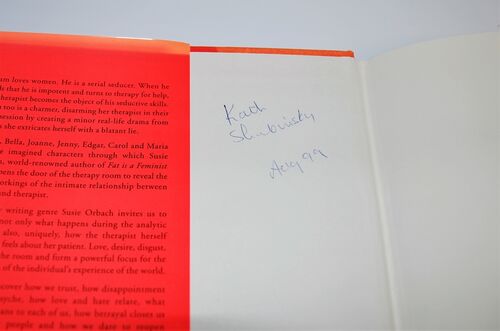 am loves women. He is a serial seducer. When he
ds that he is impotent and turns to therapy for help,
herapist becomes the object of his seductive skills.
too is a charmer, disarming her therapist in their
session by creating a minor real-life drama from
s she extricates herself with a blatant lie.
, Bella, Joanne, Jenny, Edgar, Carol and Maria
e imagined characters through which Susie
, world-renowned author of Fat is a Feminist
pens the door of the therapy room to reveal the
orkings of the intimate relationship between
nd therapist.
writing genre Susie Orbach invites us to
not only what happens during the analytic
also, uniquely, how the therapist herself
feels about her patient. Love, desire, disgust,
the room and form a powerful focus for the
of the individual's experience of the world.
scover how we trust, how disappointment
syche, how love and hate relate, what
ans to each of us, how betrayal closes us
people and how we dare to reopen
Kath
Aug 99